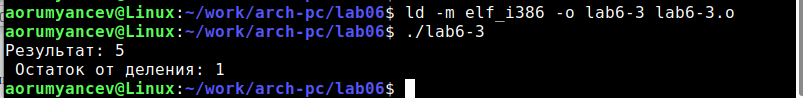 aorumyancev@Linux:~/work/arch-pc/lab06$ ld -m elf_i386 -o lab6-3 lab6-3.o
aorumyancev@Linux:~/work/arch-pc/lab06$ ./lab6-3
Результат: 5
Остаток от деления: 1
aorumyancev@Linux:~/work/arch-pc/lab06$